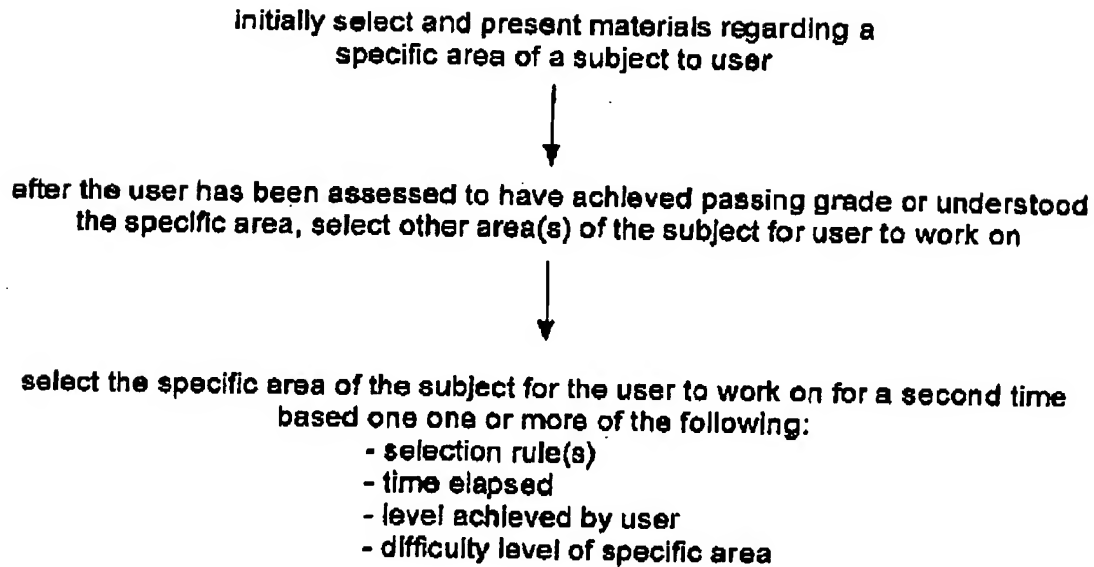 initially select and present materials regarding a
specific area of a subject to user
after the user has been assessed to have achieved passing grade or understood
the specific area, select other area(s) of the subject for user to work on
select the specific area of the subject for the user to work on for a second time
based one one or more of the following:
- selection rule(s)
- time elapsed
- level achieved by user
- difficulty level of specific area